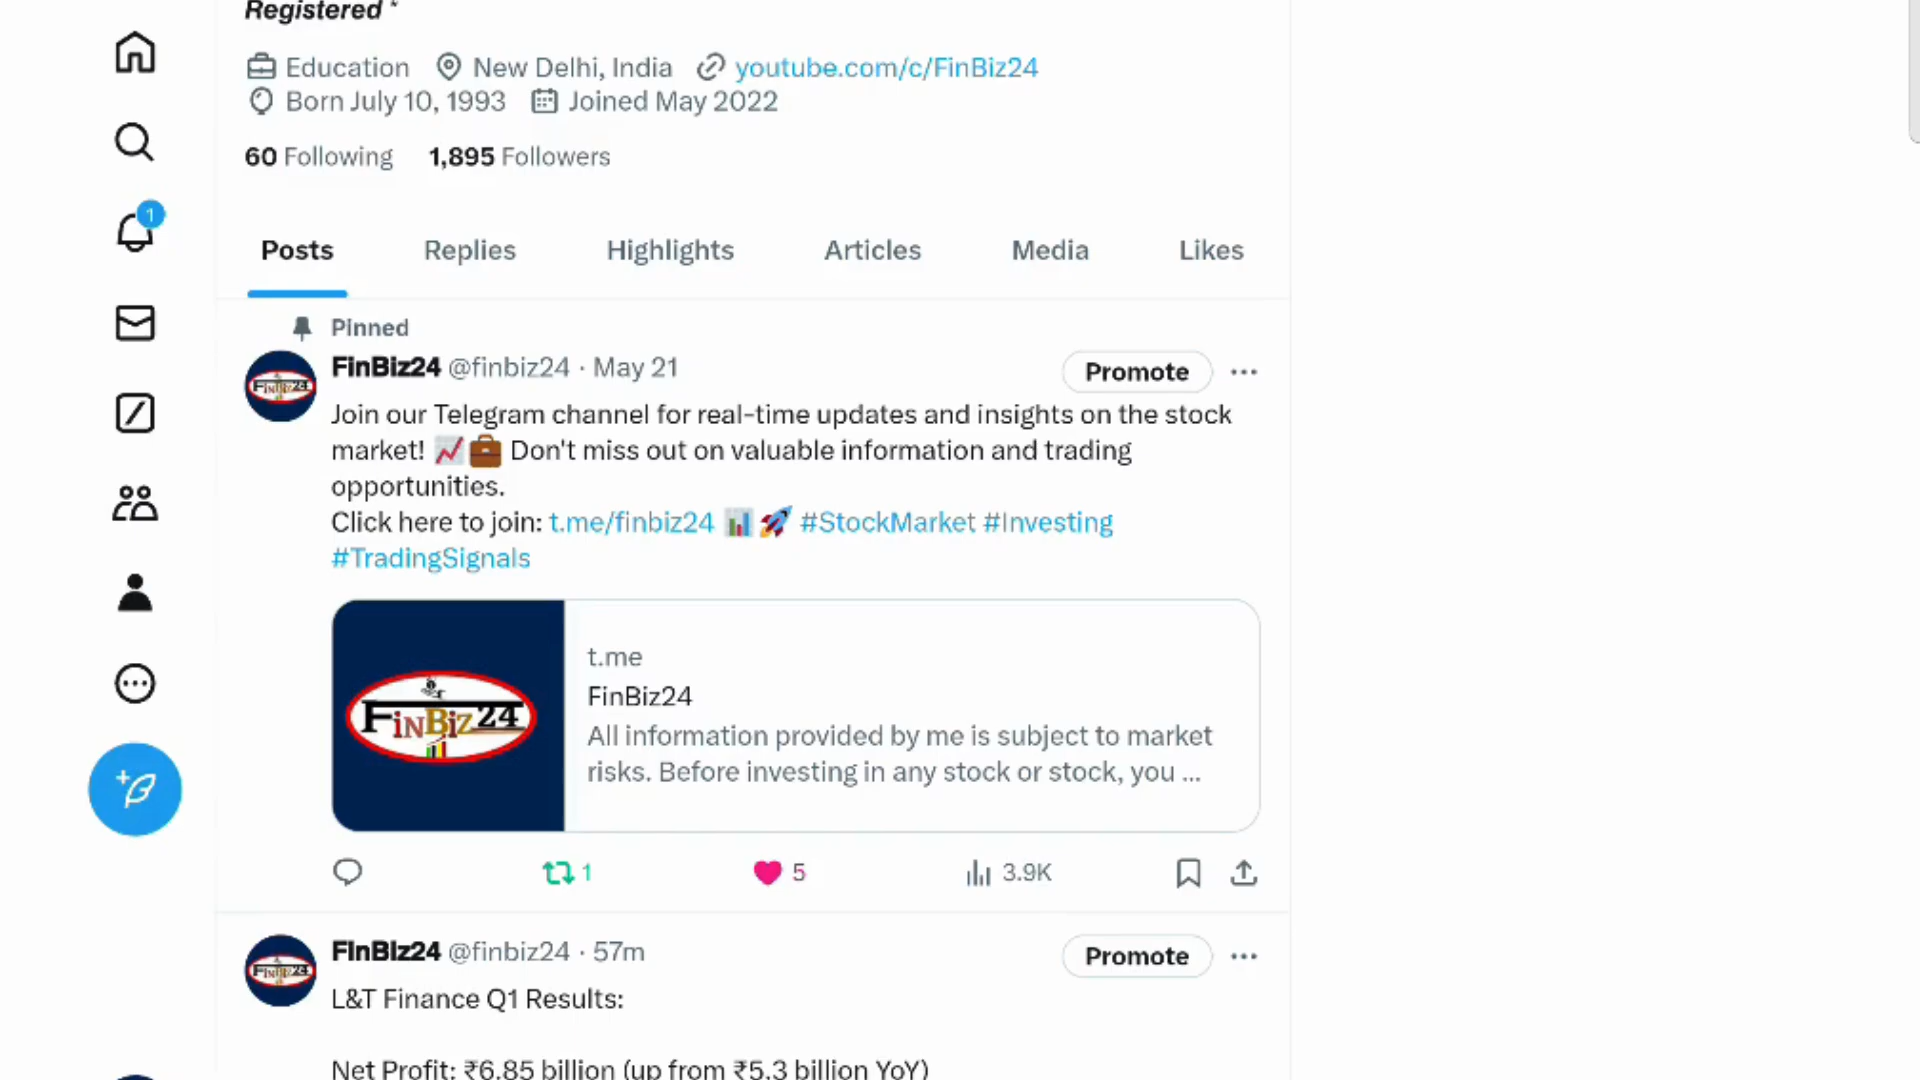 Registered *
Education New Delhi, India youtube.com/c/FinBiz24
Born July 10, 1993 Joined May 2022
60 Following 1,895 Followers
1
Posts Replies Highlights Articles Media Likes
Pinned
FinBiz24 @finbiz24 · May 21 Promote
Join our Telegram channel for real-time updates and insights on the stock
market! 📈💼 Don't miss out on valuable information and trading
opportunities.
Click here to join: t.me/finbiz24 📊🚀 #StockMarket #Investing
#TradingSignals
t.me
FinBiz24
FinBiz24
All information provided by me is subject to market
risks. Before investing in any stock or stock, you ...
1 5 3.9K
FinBiz24 @finbiz24 · 57m Promote
L&T Finance Q1 Results:
Net Profit: ₹6.85 billion (up from ₹5.3 billion YoY)